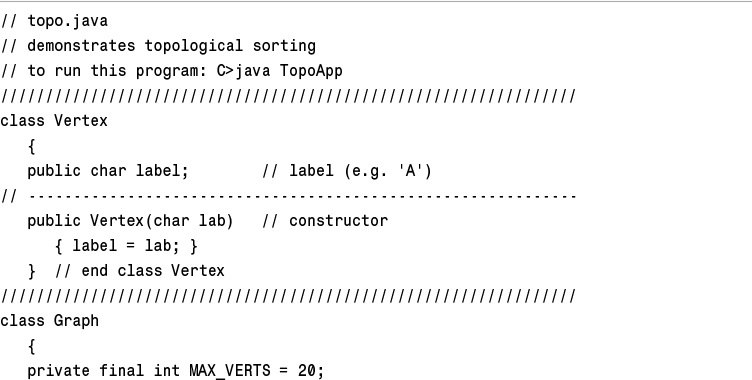 // topo.java
// demonstrates topological sorting
// to run this program: C>java TopoApp
////////////////////////////////////////////////////////////////
class Vertex
   {
   public char label;        // label (e.g. 'A')
// -------------------------------------------------------------
   public Vertex(char lab)   // constructor
      { label = lab; }
   }  // end class Vertex
////////////////////////////////////////////////////////////////
class Graph
   {
   private final int MAX_VERTS = 20;